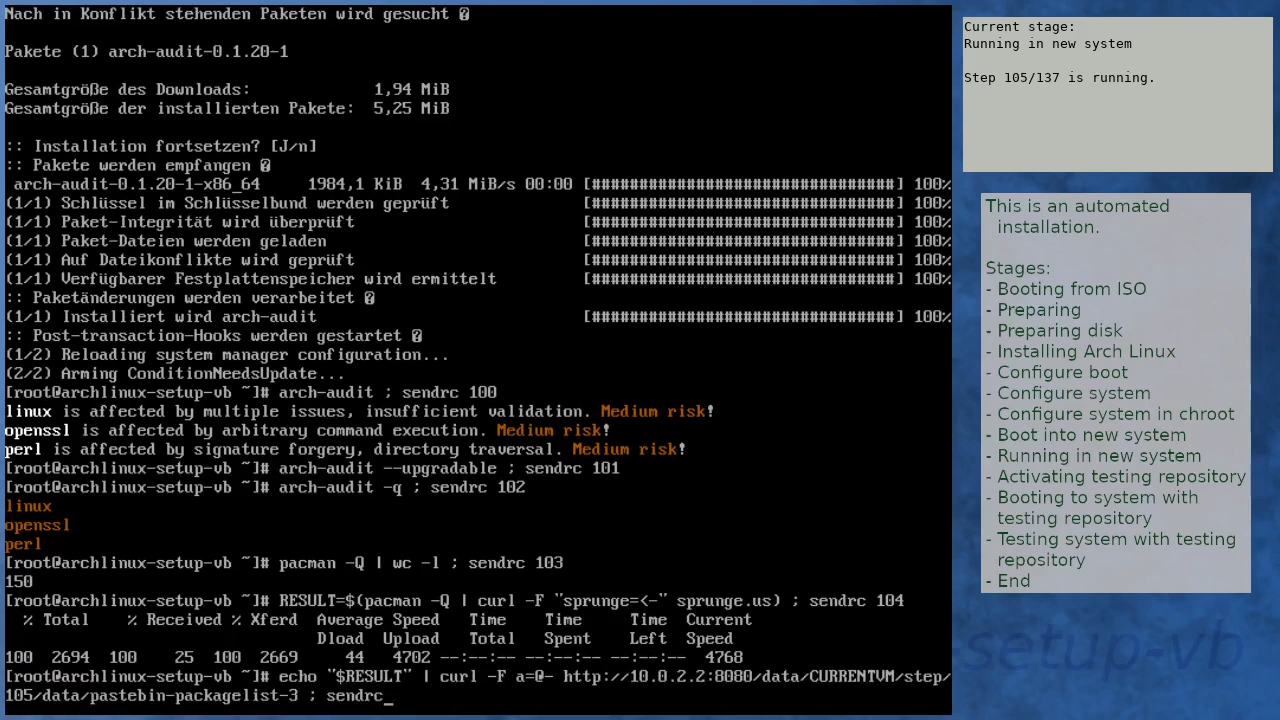 Nach in Konflikt stehenden Paketen wird gesucht �
Pakete (1) arch-audit-0.1.20-1
Gesamtgröße des Downloads:               1,94 MiB
Gesamtgröße der installierten Pakete:  5,25 MiB
:: Installation fortsetzen? [J/n]
:: Pakete werden empfangen �
 arch-audit-0.1.20-1-x86_64     1984,1 KiB  4,31 MiB/s 00:00 [################################] 100%
(1/1) Schlüssel im Schlüsselbund werden geprüft [################################] 100%
(1/1) Paket-Integrität wird überprüft [################################] 100%
(1/1) Paket-Dateien werden geladen [################################] 100%
(1/1) Auf Dateikonflikte wird geprüft [################################] 100%
(1/1) Verfügbarer Festplattenspeicher wird ermittelt [################################] 100%
:: Paketänderungen werden verarbeitet �
(1/1) Installiert wird arch-audit [################################] 100%
:: Post-transaction-Hooks werden gestartet �
(1/2) Reloading system manager configuration...
(2/2) Arming ConditionNeedsUpdate...
[root@archlinux-setup-vb ~]# arch-audit ; sendrc 100
linux is affected by multiple issues, insufficient validation. Medium risk!
openssl is affected by arbitrary command execution. Medium risk!
perl is affected by signature forgery, directory traversal. Medium risk!
[root@archlinux-setup-vb ~]# arch-audit --upgradable ; sendrc 101
[root@archlinux-setup-vb ~]# arch-audit -q ; sendrc 102
linux
openssl
perl
[root@archlinux-setup-vb ~]# pacman -Q | wc -l ; sendrc 103
150
[root@archlinux-setup-vb ~]# RESULT=$(pacman -Q | curl -F "sprunge=<-" sprunge.us) ; sendrc 104
  % Total    % Received % Xferd  Average Speed   Time    Time     Time  Current
                                 Dload  Upload   Total   Spent    Left  Speed
100  2694  100    25  100  2669     44   4702 --:--:-- --:--:-- --:--:--  4768
[root@archlinux-setup-vb ~]# echo "$RESULT" | curl -F a=@- http://10.0.2.2:8080/data/CURRENTVM/step/
105/data/pastebin-packagelist-3 ; sendrc_
Current stage:
Running in new system
Step 105/137 is running.
This is an automated
installation.
Stages:
- Booting from ISO
- Preparing
- Preparing disk
- Installing Arch Linux
- Configure boot
- Configure system
- Configure system in chroot
- Boot into new system
- Running in new system
- Activating testing repository
- Booting to system with
testing repository
- Testing system with testing
repository
- End
setup-vb